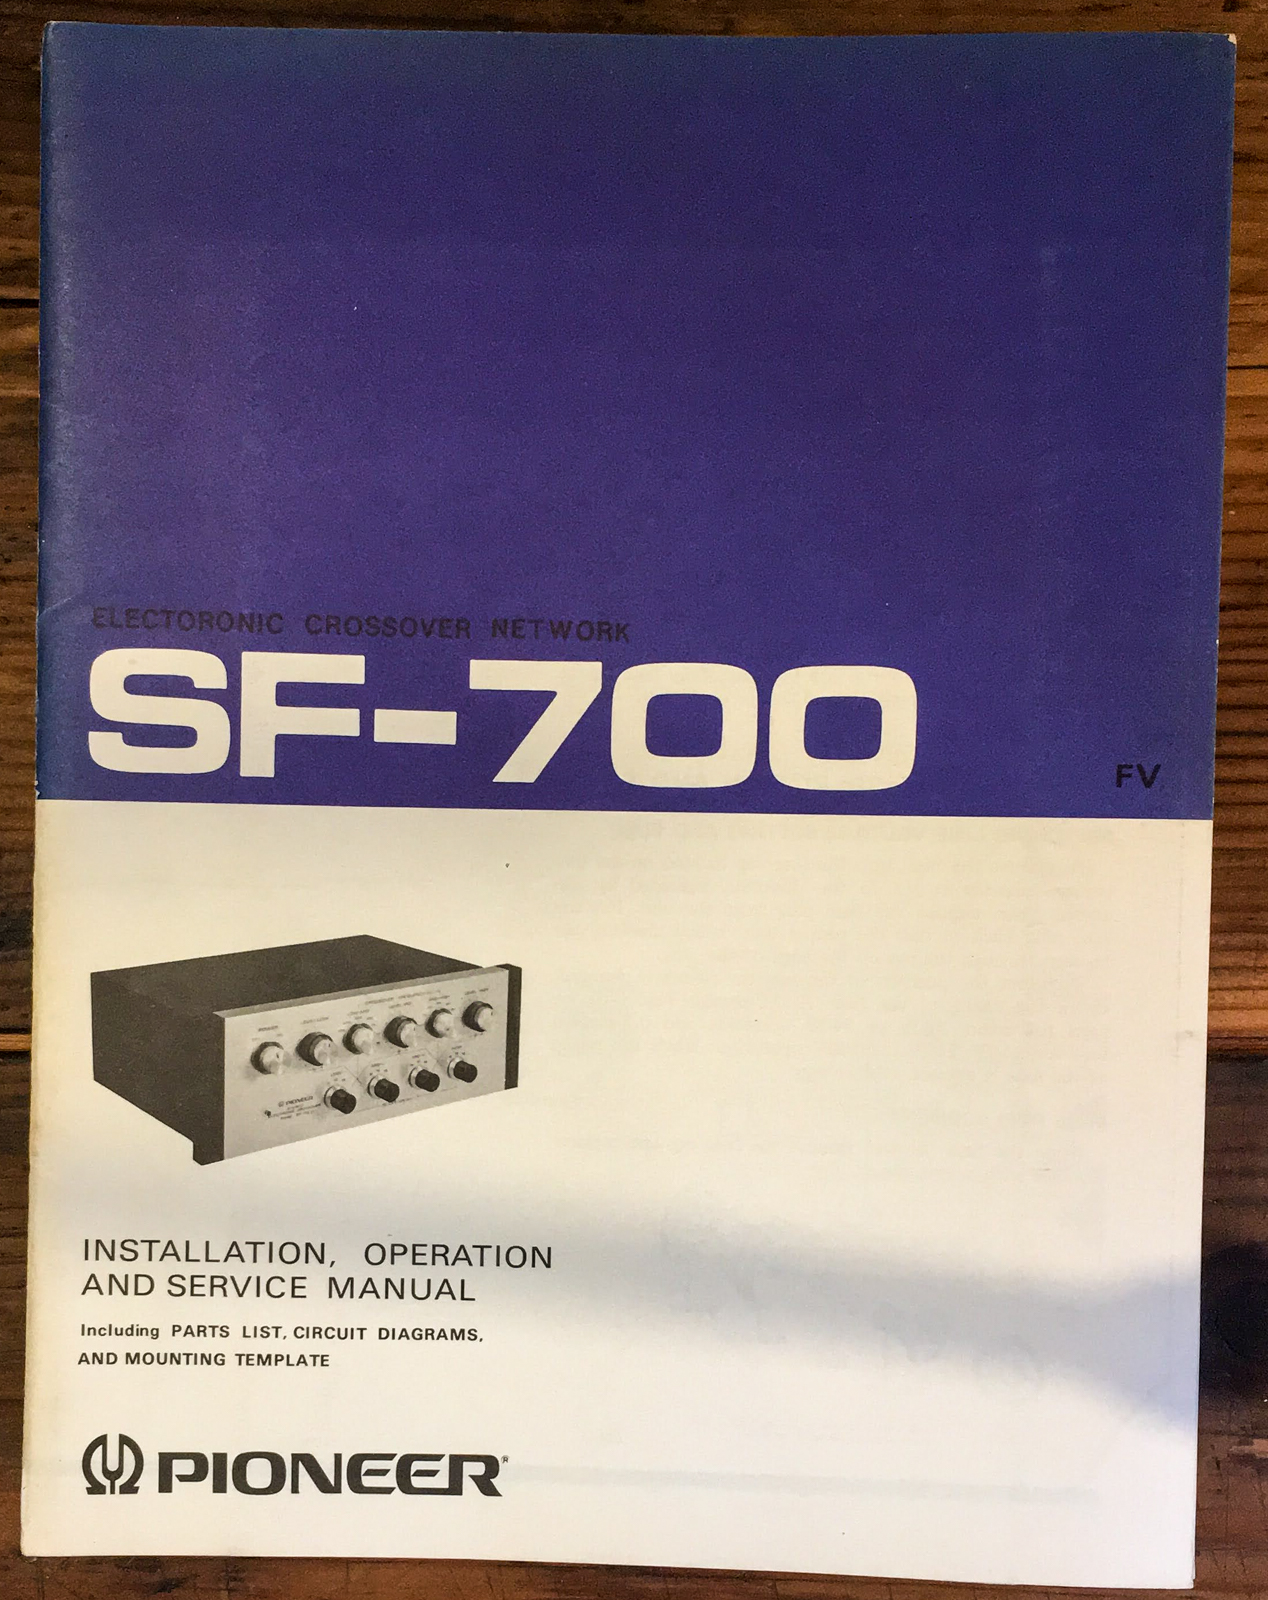 ELECTORONIC CROSSOVER NETWORK
SF-700
FV
PIONEER
INSTALLATION, OPERATION
AND SERVICE MANUAL
Including PARTS LIST, CIRCUIT DIAGRAMS,
AND MOUNTING TEMPLATE
PIONEER®